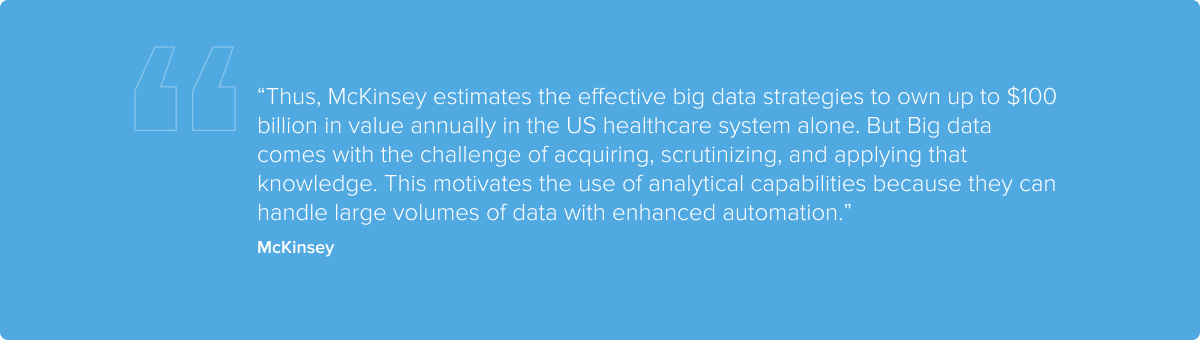 “Thus, McKinsey estimates the effective big data strategies to own up to $100
billion in value annually in the US healthcare system alone. But Big data
comes with the challenge of acquiring, scrutinizing, and applying that
knowledge. This motivates the use of analytical capabilities because they can
handle large volumes of data with enhanced automation.”
McKinsey